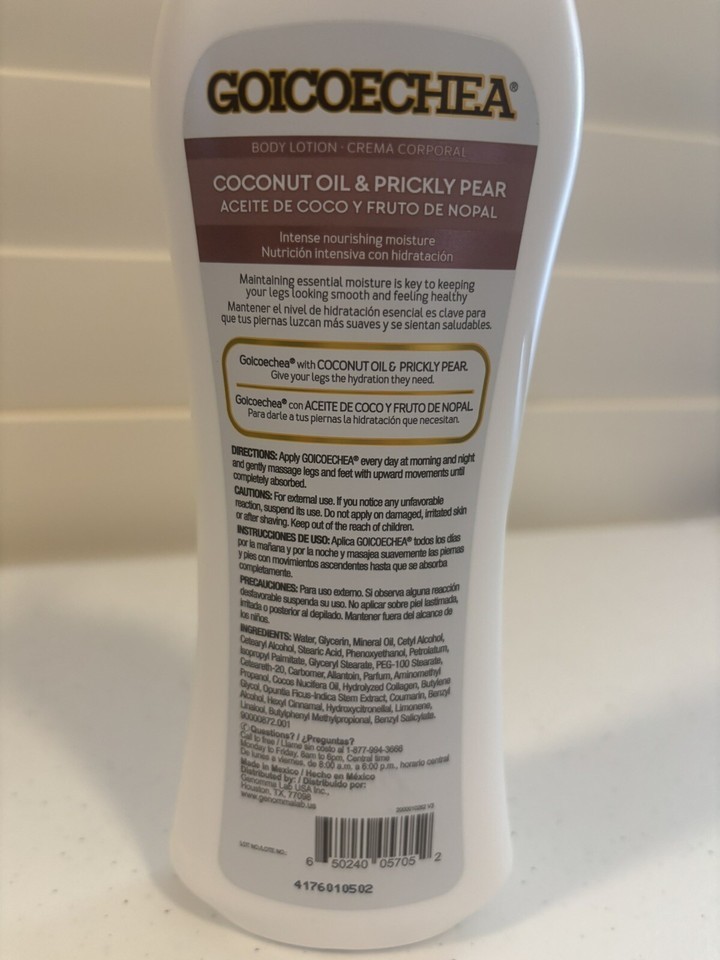 GOICOECHEA®
BODY LOTION · CREMA CORPORAL
COCONUT OIL & PRICKLY PEAR
ACEITE DE COCO Y FRUTO DE NOPAL
Intense nourishing moisture
Nutrición intensiva con hidratación
Maintaining essential moisture is key to keeping
your legs looking smooth and feeling healthy
Mantener el nivel de hidratación esencial es clave para
que tus piernas luzcan más suaves y se sientan saludables.
Goicoechea® with COCONUT OIL & PRICKLY PEAR.
Give your legs the hydration they need.
Goicoechea® con ACEITE DE COCO Y FRUTO DE NOPAL.
Para darle a tus piernas la hidratación que necesitan.
DIRECTIONS: Apply GOICOECHEA® every day at morning and night
and gently massage legs and feet with upward movements until
completely absorbed.
CAUTIONS: For external use. If you notice any unfavorable
reaction, suspend its use. Do not apply on damaged, irritated skin
or after shaving. Keep out of the reach of children.
INSTRUCCIONES DE USO: Aplica GOICOECHEA® todos los días
por la mañana y por la noche y masajea suavemente las piernas
y pies con movimientos ascendentes hasta que se absorba
completamente.
PRECAUCIONES: Para uso externo. Si observa alguna reacción
desfavorable suspenda su uso. No aplicar sobre piel lastimada,
irritada o posterior al depilado. Mantener fuera del alcance de
los niños.
INGREDIENTS: Water, Glycerin, Mineral Oil, Cetyl Alcohol,
Cetearyl Alcohol, Stearic Acid, Phenoxyethanol, Petrolatum,
Isopropyl Palmitate, Glyceryl Stearate, PEG-100 Stearate,
Ceteareth-20, Carbomer, Allantoin, Parfum, Aminomethyl
Propanol, Cocos Nucifera Oil, Hydrolyzed Collagen, Butylene
Glycol, Opuntia Ficus-Indica Stem Extract, Coumarin, Benzyl
Alcohol, Hexyl Cinnamal, Hydroxycitronellal, Limonene,
Linalool, Butylphenyl Methylpropional, Benzyl Salicylate.
90000872.001
Questions? / ¿Preguntas?
Call to free / Llame sin costo al 1-877-994-3666
Monday to Friday, 8am to 6pm, Central time
De lunes a viernes, de 8:00 a.m. a 6:00 p.m., horario central
Made in Mexico / Hecho en México
Distributed by: / Distribuido por:
Genomma Lab USA Inc.,
Houston, TX, 77098
www.genommalab.us
LOT NO./LOTE NO.:
6 50240 05705 2
4176010502